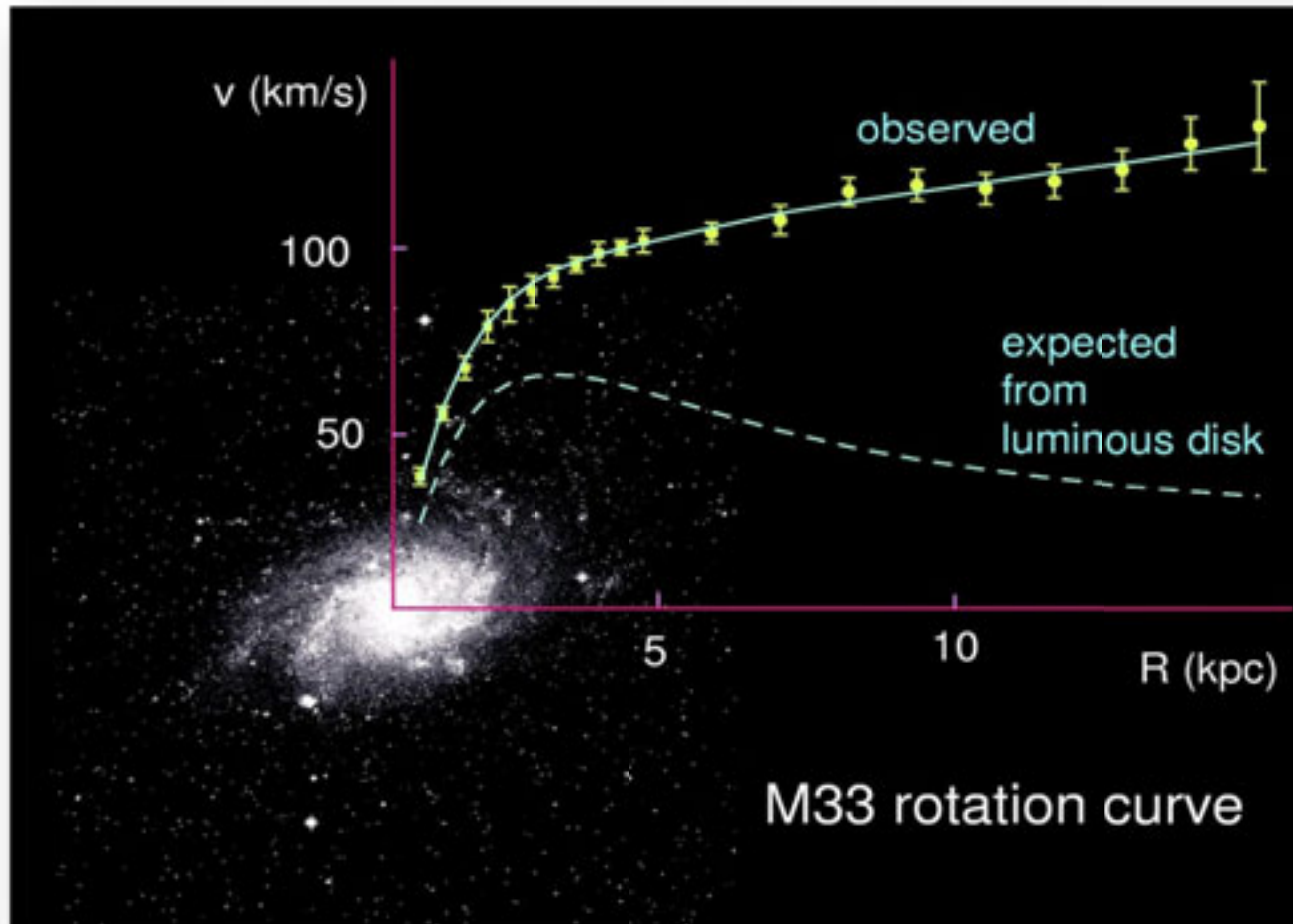 v (km/s)
observed
100
expected
from
luminous disk
50
5
10
R (kpc)
M33 rotation curve